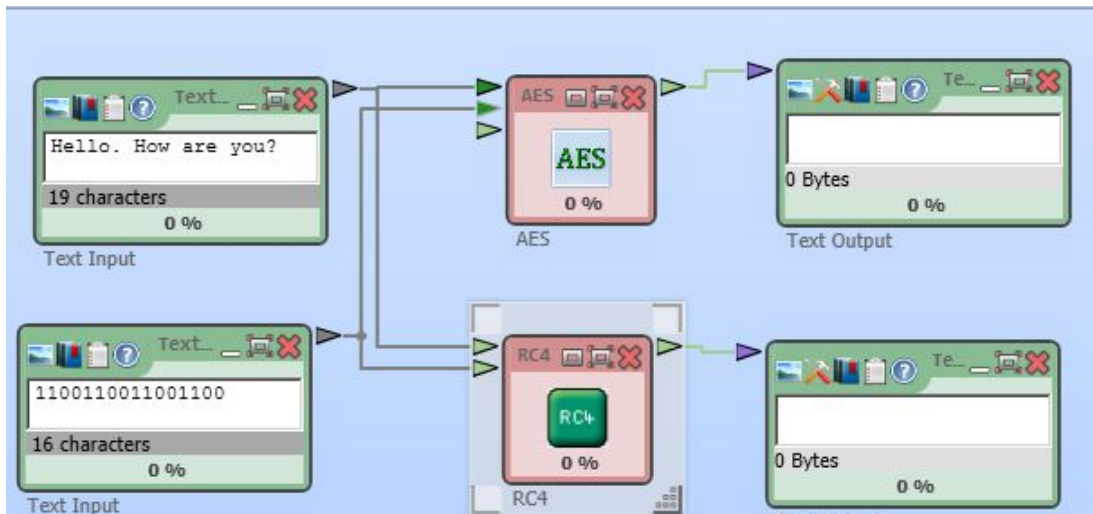 Text...
Hello. How are you?
19 characters
0 %
Text Input
AES
AES
0 %
AES
Te...
0 Bytes
0 %
Text Output
Text...
1100110011001100
16 characters
0 %
Text Input
RC4
RC4
0 %
RC4
Te...
0 Bytes
0 %